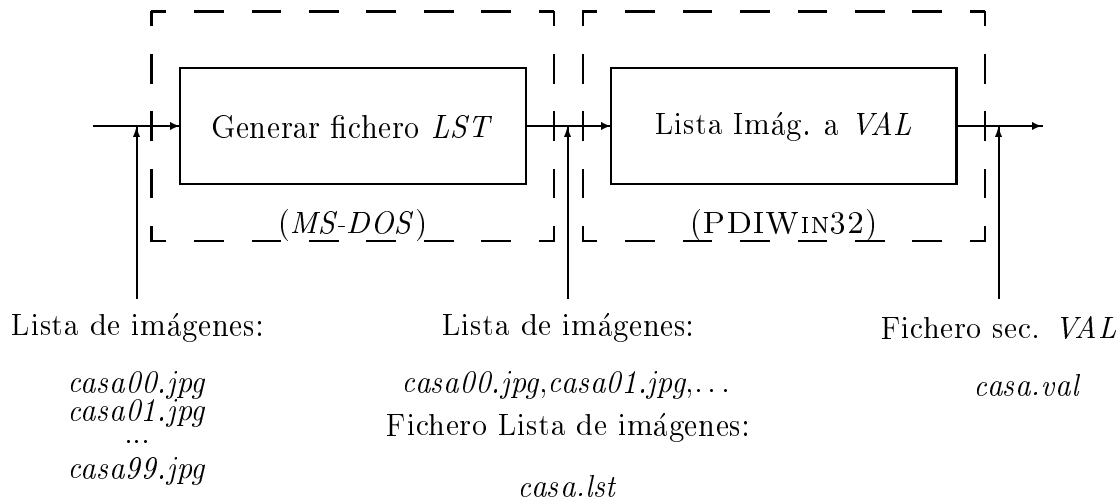 Generar fichero LST
Lista Imág. a VAL
(MS-DOS)
(PDIWIN32)
Lista de imágenes:
casa00.jpg
casa01.jpg
...
casa99.jpg
Lista de imágenes:
casa00.jpg,casa01.jpg,...
Fichero Lista de imágenes:
casa.lst
Fichero sec. VAL
casa.val